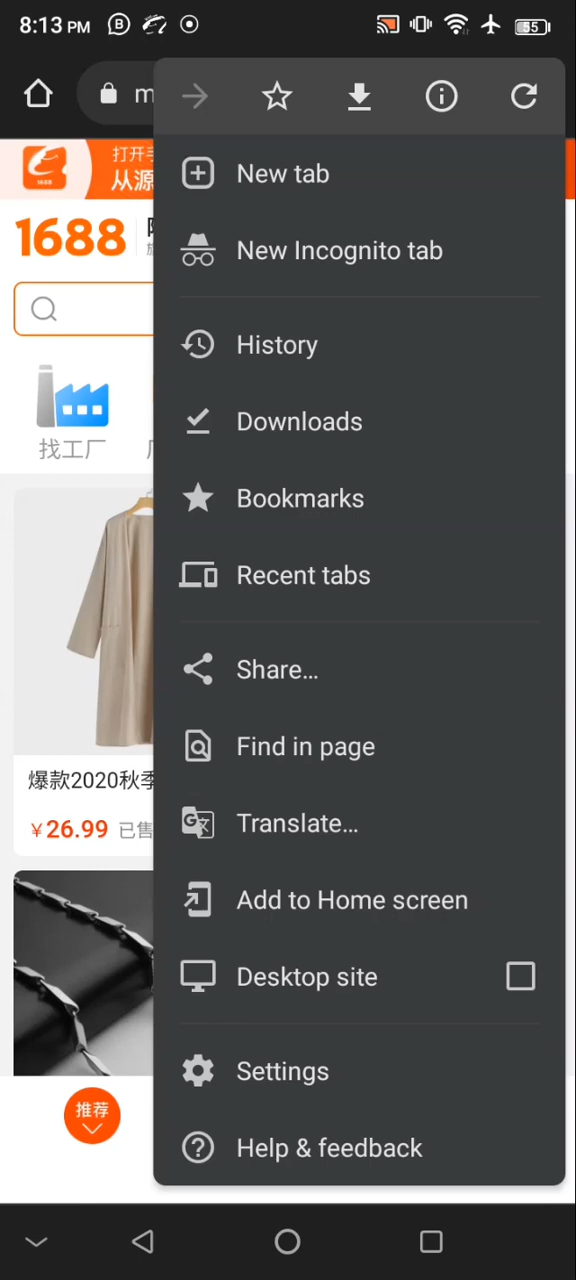 8:13 PM
55
m
打开手
从源
1688
1688
New tab
New Incognito tab
History
找工厂
Downloads
Bookmarks
Recent tabs
Share...
Find in page
爆款2020秋季
¥26.99 已售
Translate...
Add to Home screen
Desktop site
Settings
推荐
Help & feedback